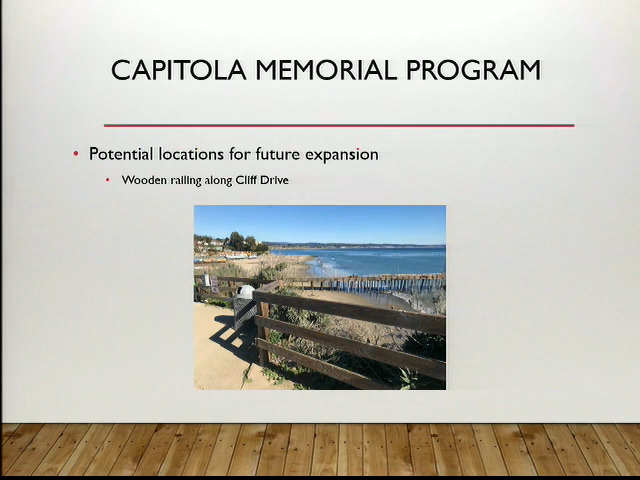 CAPITOLA MEMORIAL PROGRAM
• Potential locations for future expansion
• Wooden railing along Cliff Drive